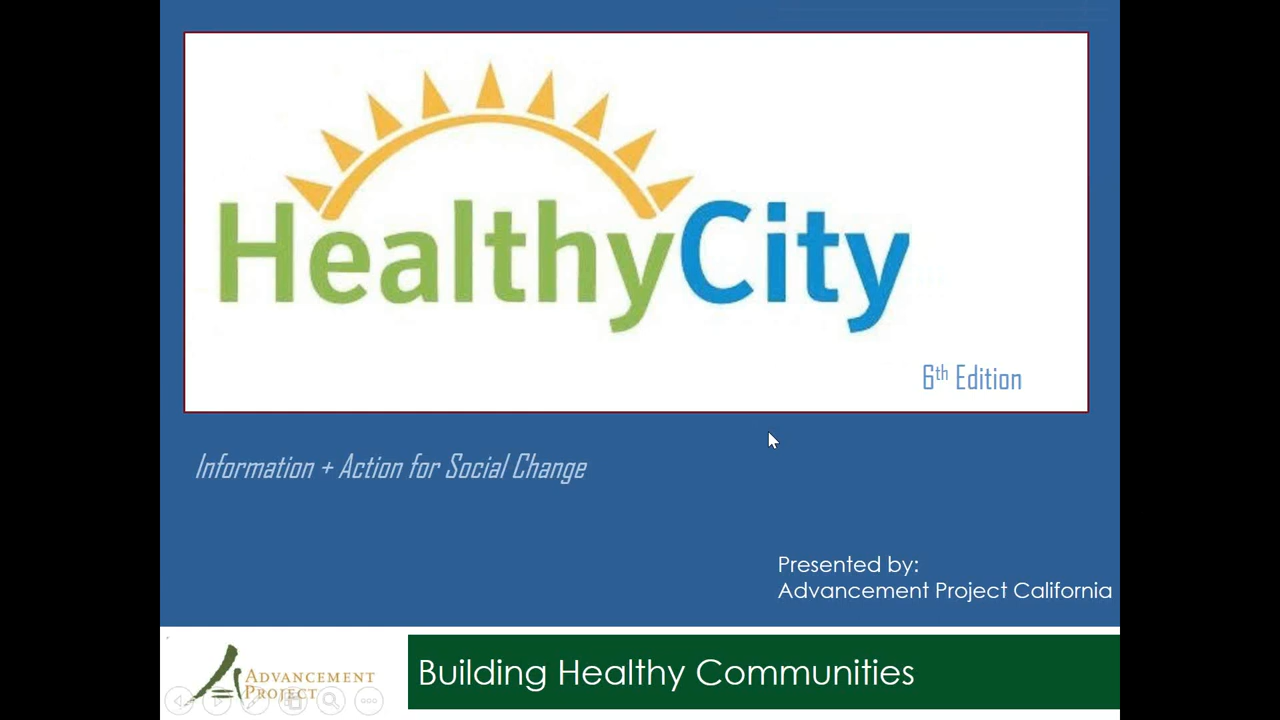 HealthyCity
6th Edition
Information + Action for Social Change
Presented by:
Advancement Project California
ADVANCEMENT
PROJECT
Building Healthy Communities